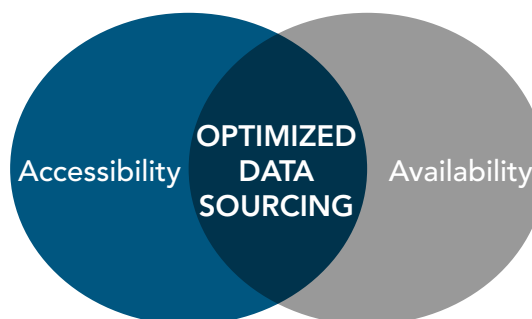 Accessibility
OPTIMIZED
DATA
SOURCING
Availability